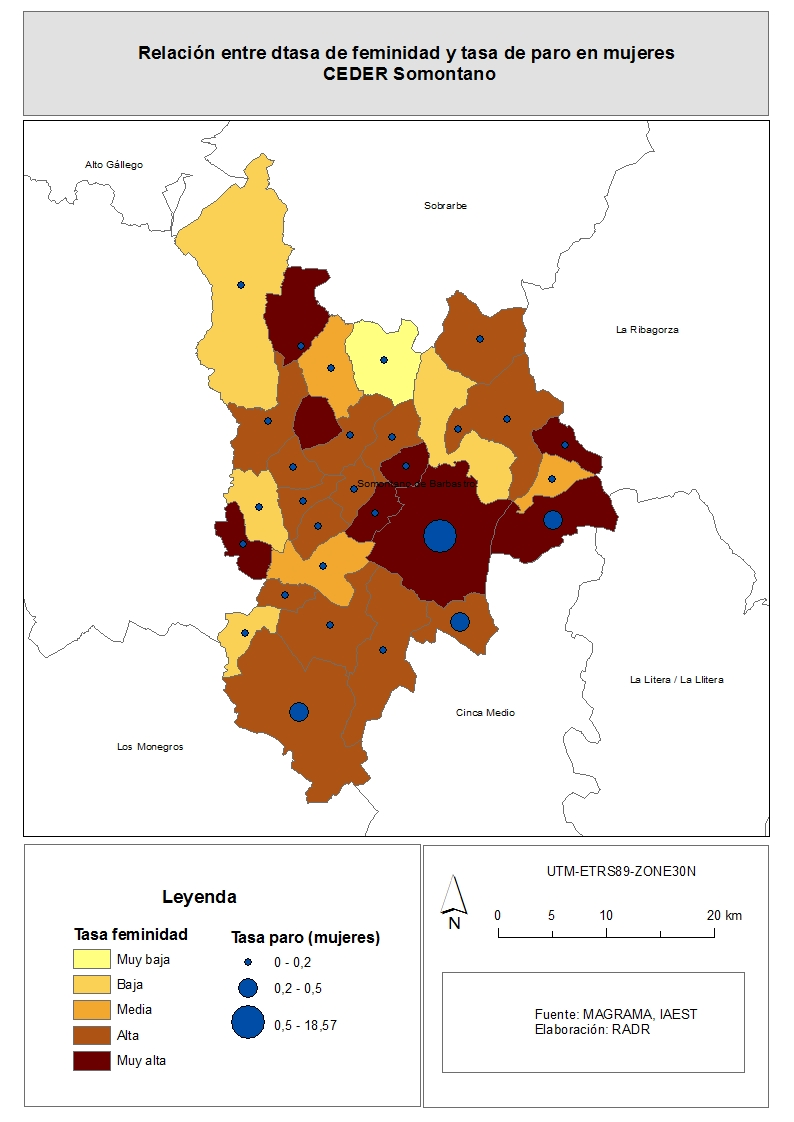 Relación entre dtasa de feminidad y tasa de paro en mujeres
CEDER Somontano
Alto Gállego
Sobrarbe
La Ribagorza
Somontano de Barbastro
La Litera / La Llitera
Cinca Medio
Los Monegros
Leyenda
Tasa feminidad
Muy baja
Baja
Media
Alta
Muy alta
Tasa paro (mujeres)
0 - 0,2
0,2 - 0,5
0,5 - 18,57
UTM-ETRS89-ZONE30N
N
0 5 10 20 km
Fuente: MAGRAMA, IAEST
Elaboración: RADR